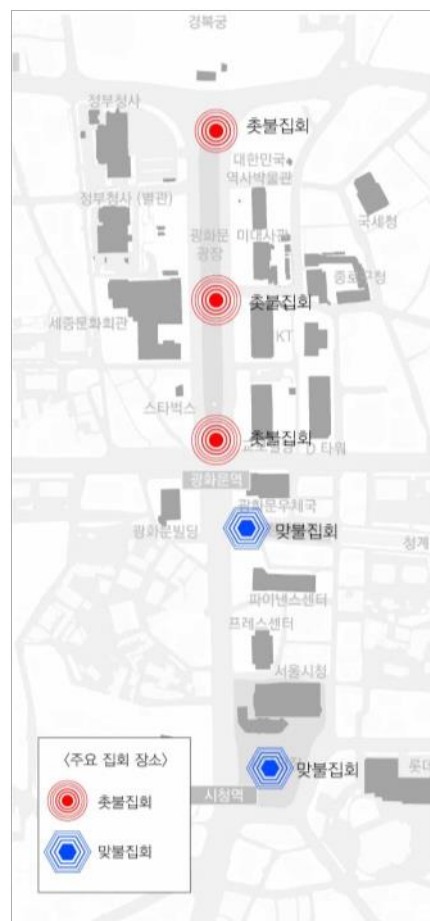 경복궁
정부청사
촛불집회
대한민국
역사박물관
정부청사 (별관)
국세청
광화문
광장
미대사관
종로구청
촛불집회
세종문화회관
KT
스타벅스
촛불집회
D 타워
광화문역
광화문우체국
광화문빌딩
맞불집회
청계
파이낸스센터
프레스센터
서울시청
<주요 집회 장소>
맞불집회
롯데
시청역
촛불집회
맞불집회